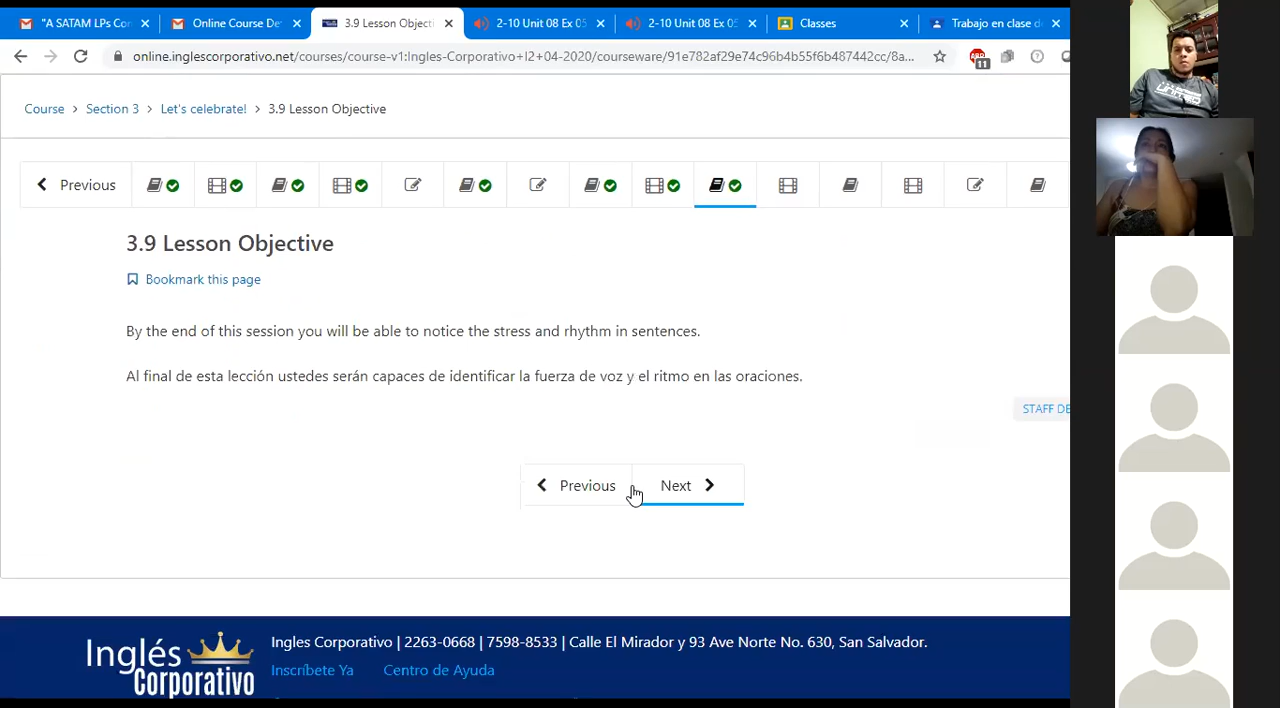 "A SATAM LPs Con
Online Course De
3.9 Lesson Objecti
2-10 Unit 08 Ex 05
2-10 Unit 08 Ex 05
Classes
Trabajo en clase d
online.inglescorporativo.net/courses/course-v1:Ingles-Corporativo+I2+04-2020/courseware/91e782af29e74c96b4b55f6b487442cc/8a...
11
Course > Section 3 > Let's celebrate! > 3.9 Lesson Objective
Previous
3.9 Lesson Objective
Bookmark this page
By the end of this session you will be able to notice the stress and rhythm in sentences.
Al final de esta lección ustedes serán capaces de identificar la fuerza de voz y el ritmo en las oraciones.
STAFF DE
Previous Next
Inglés Corporativo
Ingles Corporativo | 2263-0668 | 7598-8533 | Calle El Mirador y 93 Ave Norte No. 630, San Salvador.
Inscríbete Ya Centro de Ayuda